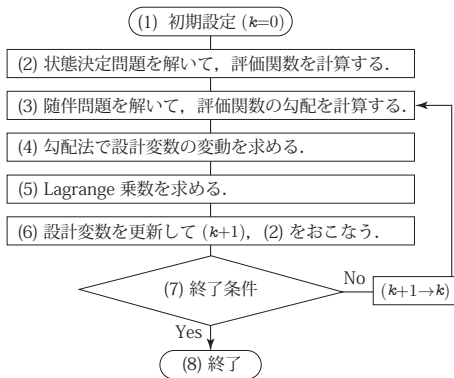 (1) 初期設定 (k=0)
(2) 状態決定問題を解いて，評価関数を計算する．
(3) 随伴問題を解いて，評価関数の勾配を計算する．
(4) 勾配法で設計変数の変動を求める．
(5) Lagrange 乗数を求める．
(6) 設計変数を更新して (k+1)，(2) をおこなう．
(7) 終了条件
No
(k+1→k)
Yes
(8) 終了